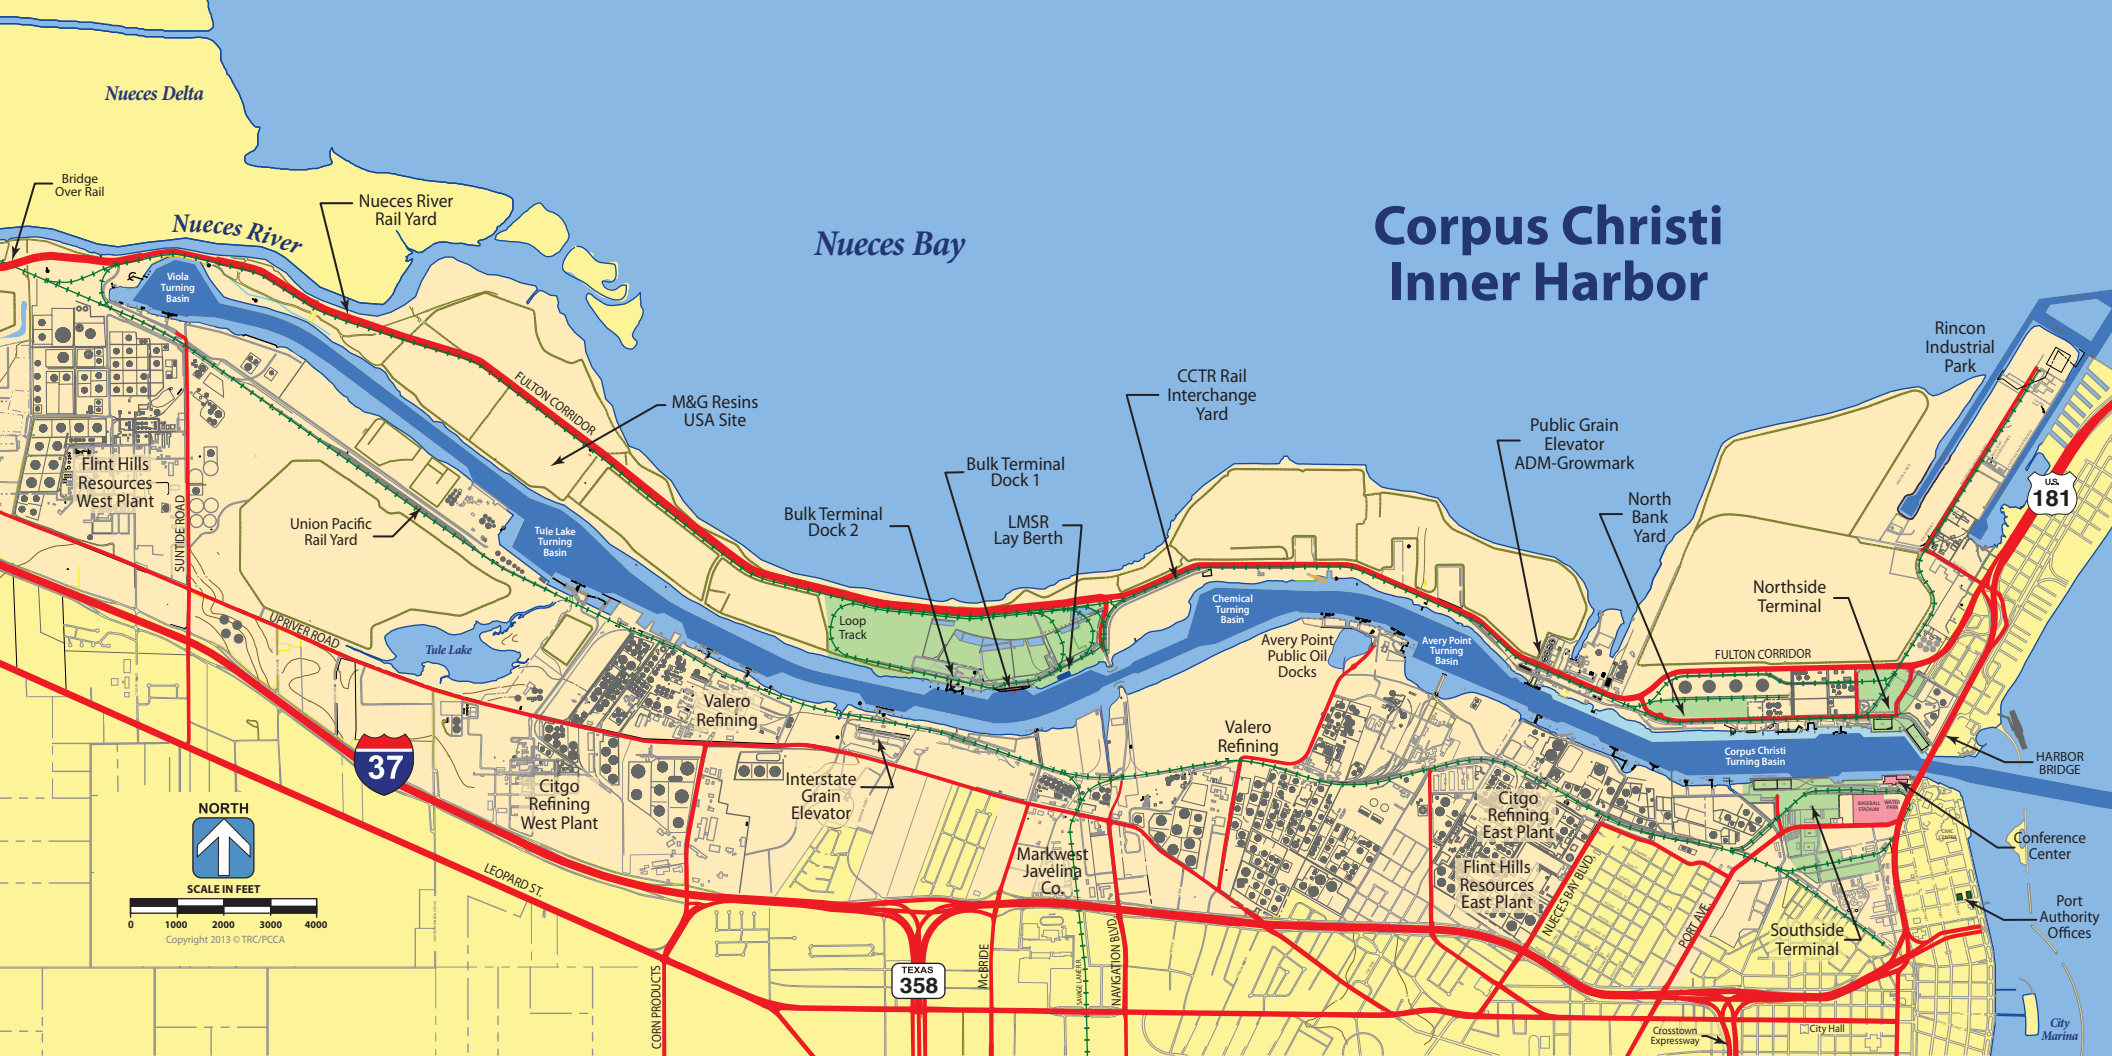 Nueces Delta
Bridge
Over Rail
Nueces River
Rail Yard
Nueces River
Nueces Bay
Corpus Christi
Inner Harbor
Viola
Turning
Basin
Rincon
Industrial
Park
FULTON CORRIDOR
M&G Resins
USA Site
CCTR Rail
Interchange
Yard
Public Grain
Elevator
ADM-Growmark
Flint Hills
Resources
West Plant
SUNTIDE ROAD
Union Pacific
Rail Yard
Tule Lake
Turning
Basin
Bulk Terminal
Dock 2
Bulk Terminal
Dock 1
LMSR
Lay Berth
North
Bank
Yard
U.S.
181
Northside
Terminal
Chemical
Turning
Basin
Loop
Track
UPRIVER ROAD
Tule Lake
Avery Point
Public Oil
Docks
Avery Point
Turning
Basin
FULTON CORRIDOR
Valero
Refining
Valero
Refining
Corpus Christi
Turning Basin
HARBOR
BRIDGE
37
Citgo
Refining
West Plant
Interstate
Grain
Elevator
Citgo
Refining
East Plant
BASEBALL
STADIUM
WATER
PARK
CIVIC
CENTER
Conference
Center
NORTH
SCALE IN FEET
0 1000 2000 3000 4000
Copyright 2013 © TRC/PCCA
LEOPARD ST.
Markwest
Javelina
Co.
Flint Hills
Resources
East Plant
NUECES BAY BLVD.
PORT AVE.
Southside
Terminal
Port
Authority
Offices
TEXAS
358
CORN PRODUCTS
McBRIDE
NAVIGATION BLVD.
Crosstown
Expressway
City Hall
City
Marina